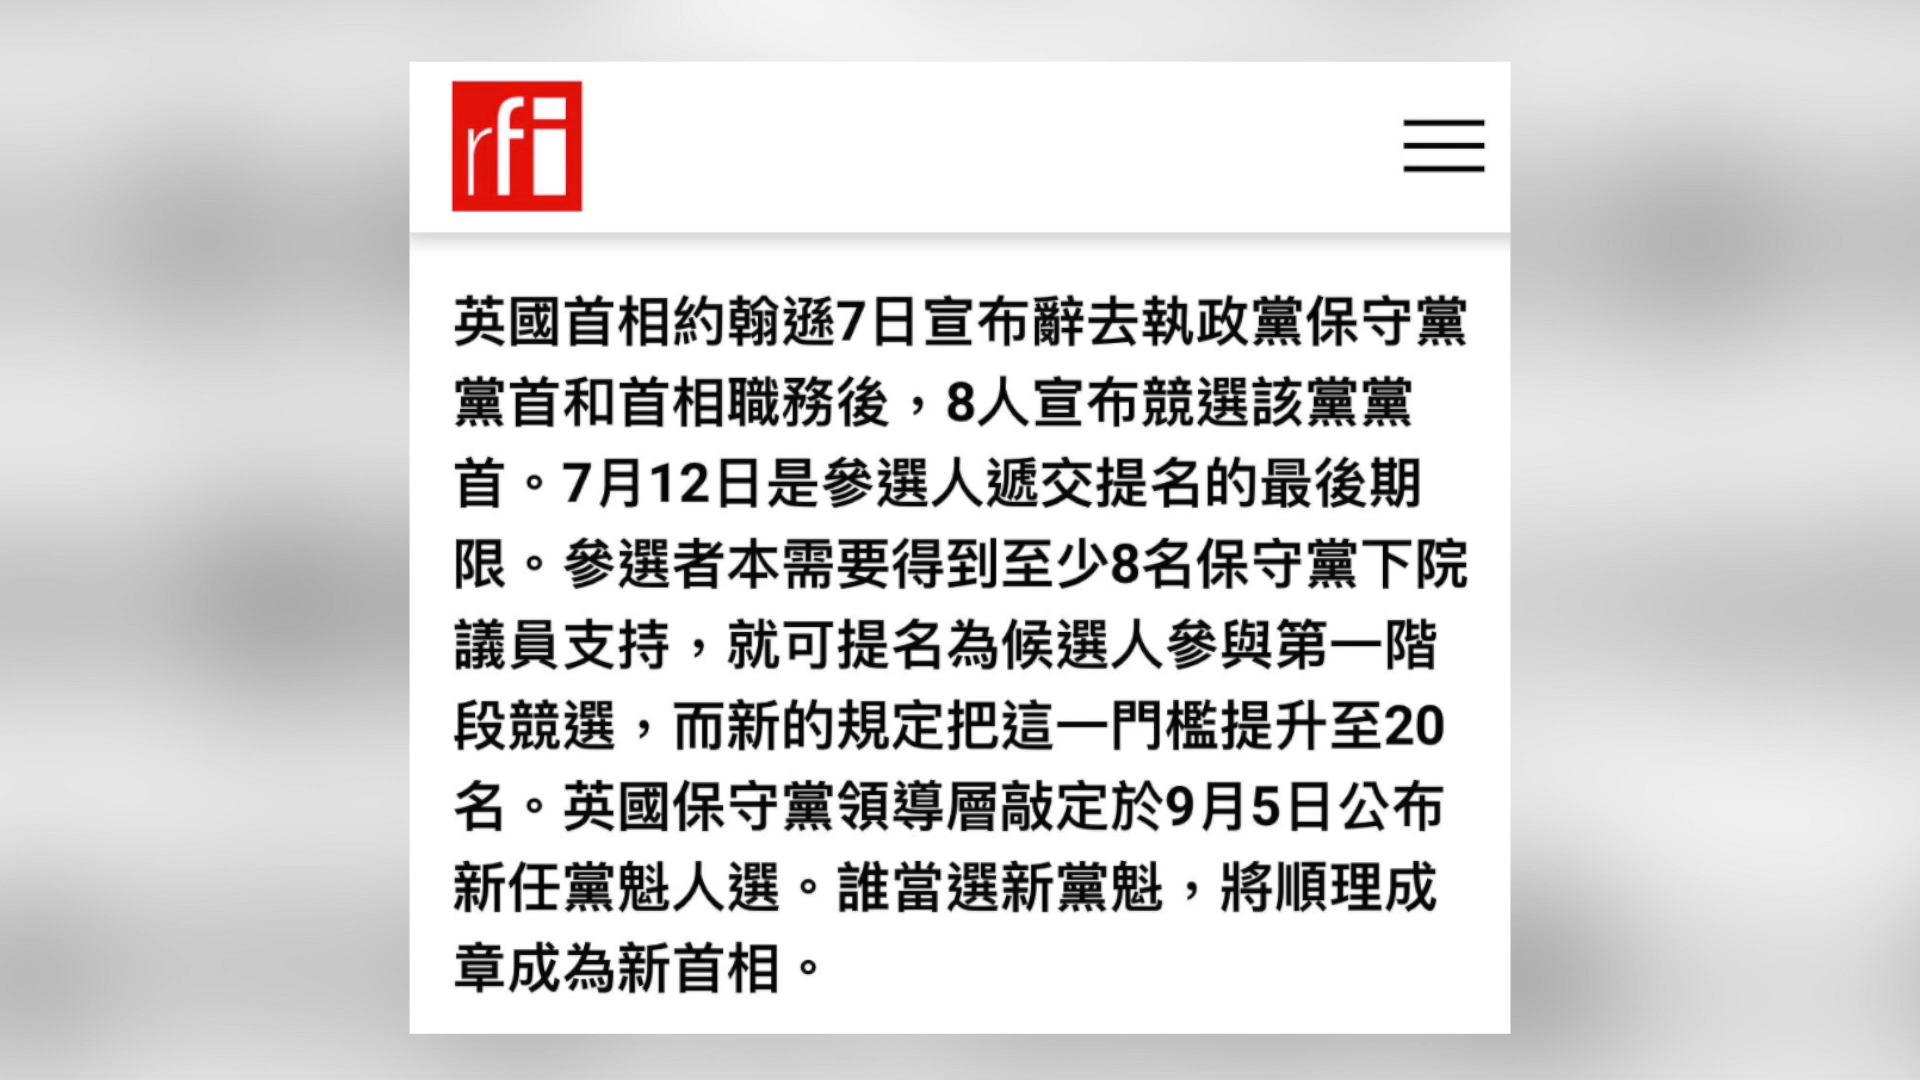 rfi
英國首相約翰遜7日宣布辭去執政黨保守黨
黨首和首相職務後，8人宣布競選該黨黨
首。7月12日是參選人遞交提名的最後期
限。參選者本需要得到至少8名保守黨下院
議員支持，就可提名為候選人參與第一階
段競選，而新的規定把這一門檻提升至20
名。英國保守黨領導層敲定於9月5日公布
新任黨魁人選。誰當選新黨魁，將順理成
章成為新首相。